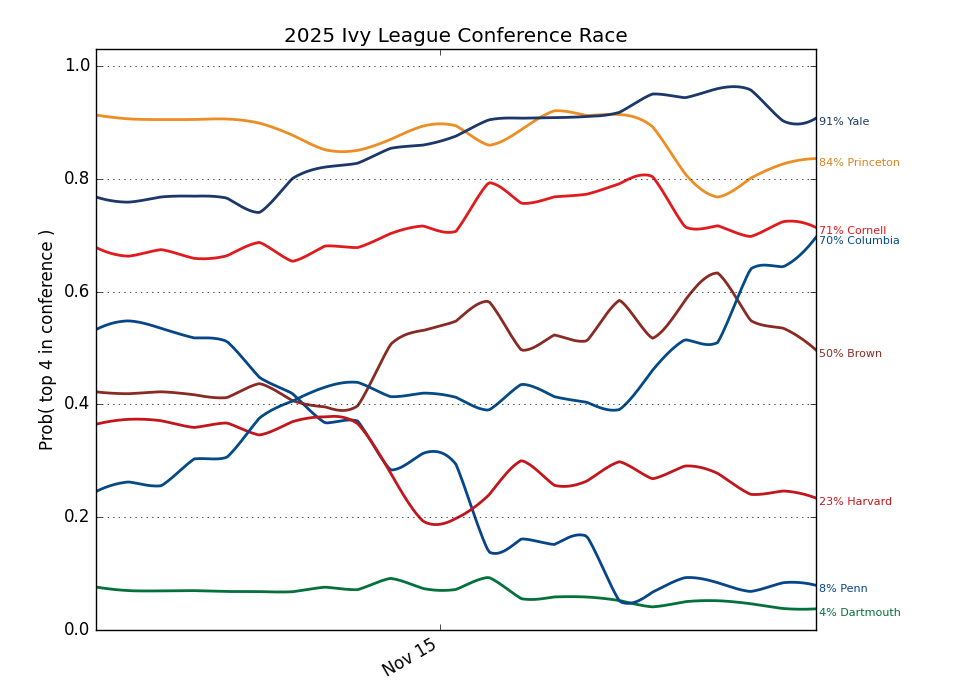 2025 Ivy League Conference Race
Prob( top 4 in conference )
1.0
0.8
0.6
0.4
0.2
0.0
Nov 15
91% Yale
84% Princeton
71% Cornell
70% Columbia
50% Brown
23% Harvard
8% Penn
4% Dartmouth